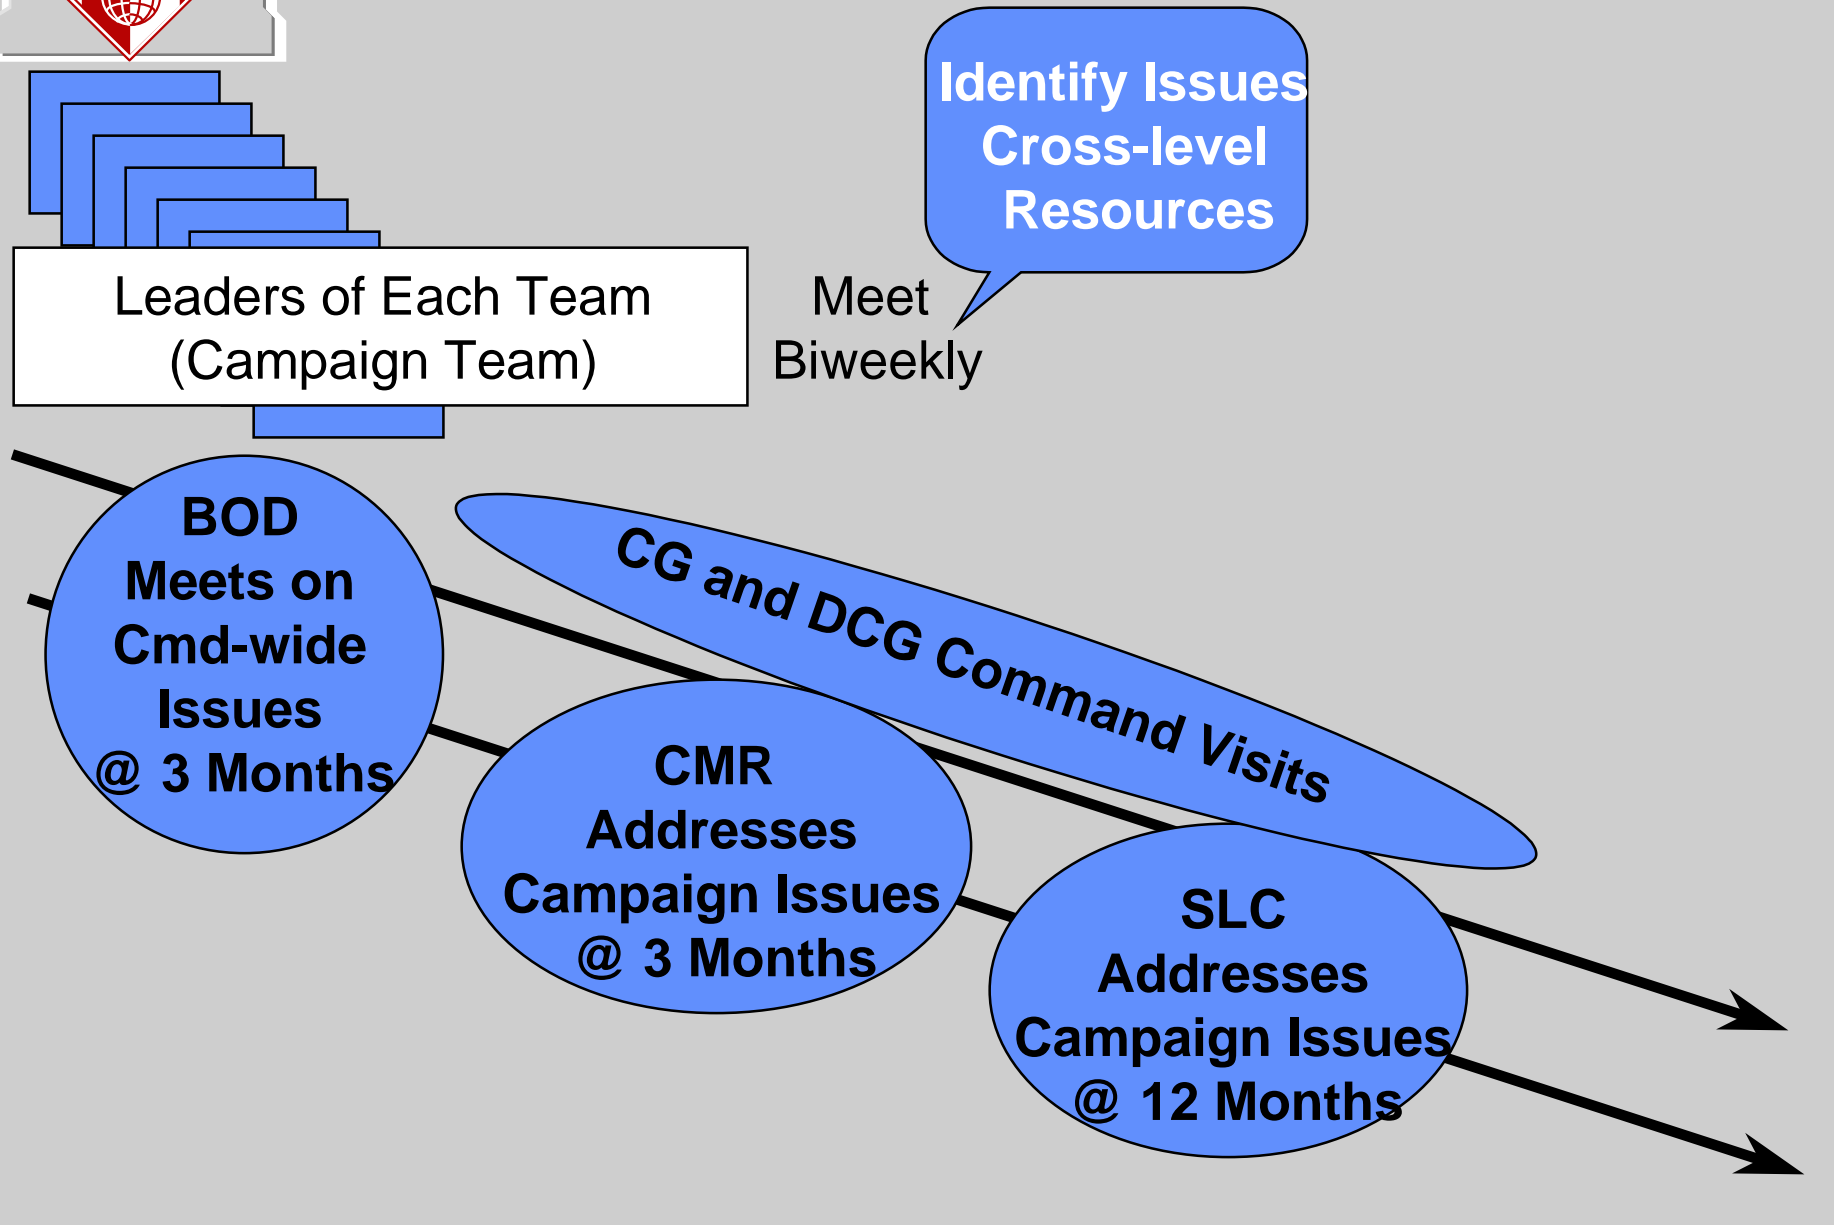 Identify Issues
Cross-level
Resources
Leaders of Each Team
(Campaign Team)
Meet
Biweekly
BOD
Meets on
Cmd-wide
Issues
@ 3 Months
CG and DCG Command Visits
CMR
Addresses
Campaign Issues
@ 3 Months
SLC
Addresses
Campaign Issues
@ 12 Months